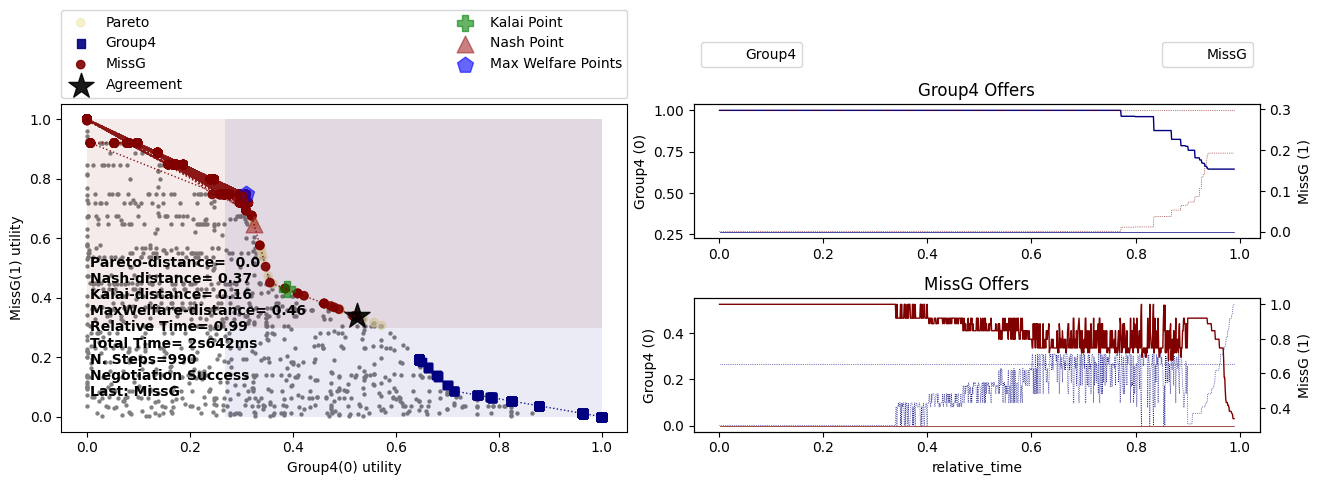 Pareto
Group4
MissG
Agreement
Kalai Point
Nash Point
Max Welfare Points
MissG(1) utility
1.0
0.8
0.6
0.4
0.2
0.0
Pareto-distance= 0.0
Nash-distance= 0.37
Kalai-distance= 0.16
MaxWelfare-distance= 0.46
Relative Time= 0.99
Total Time= 2s642ms
N. Steps=990
Negotiation Success
Last: MissG
0.0 0.2 0.4 0.6 0.8 1.0
Group4(0) utility
Group4
MissG
Group4 Offers
Group4 (0)
1.00
0.75
0.50
0.25
0.3
0.2
0.1
0.0
MissG (1)
0.0 0.2 0.4 0.6 0.8 1.0
MissG Offers
Group4 (0)
0.4
0.2
0.0
1.0
0.8
0.6
0.4
MissG (1)
0.0 0.2 0.4 0.6 0.8 1.0
relative_time